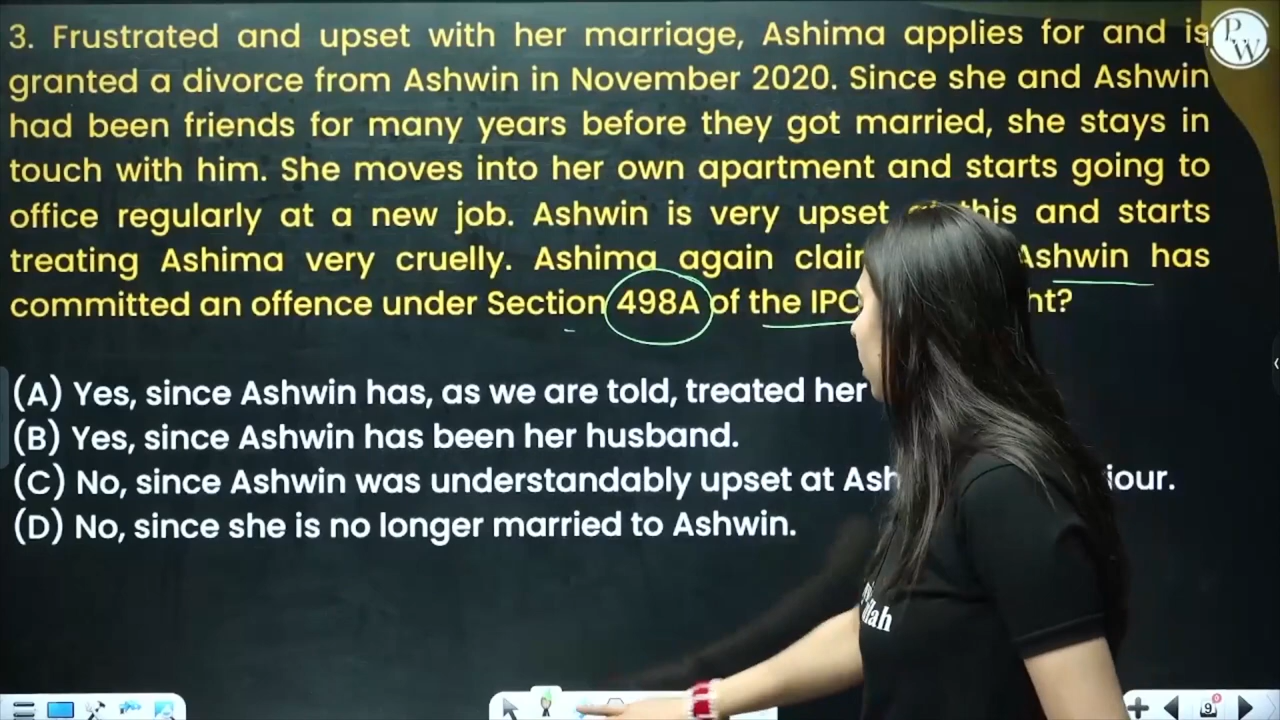 3. Frustrated and upset with her marriage, Ashima applies for and is
granted a divorce from Ashwin in November 2020. Since she and Ashwin
had been friends for many years before they got married, she stays in
touch with him. She moves into her own apartment and starts going to
office regularly at a new job. Ashwin is very upset this and starts
treating Ashima very cruelly. Ashima again Ashwin has
committed an offence under Section 498A of the
(A) Yes, since Ashwin has, as we are told, treated her
(B) Yes, since Ashwin has been her husband.
(C) No, since Ashwin was understandably upset at
(D) No, since she is no longer married to Ashwin.
PW
9